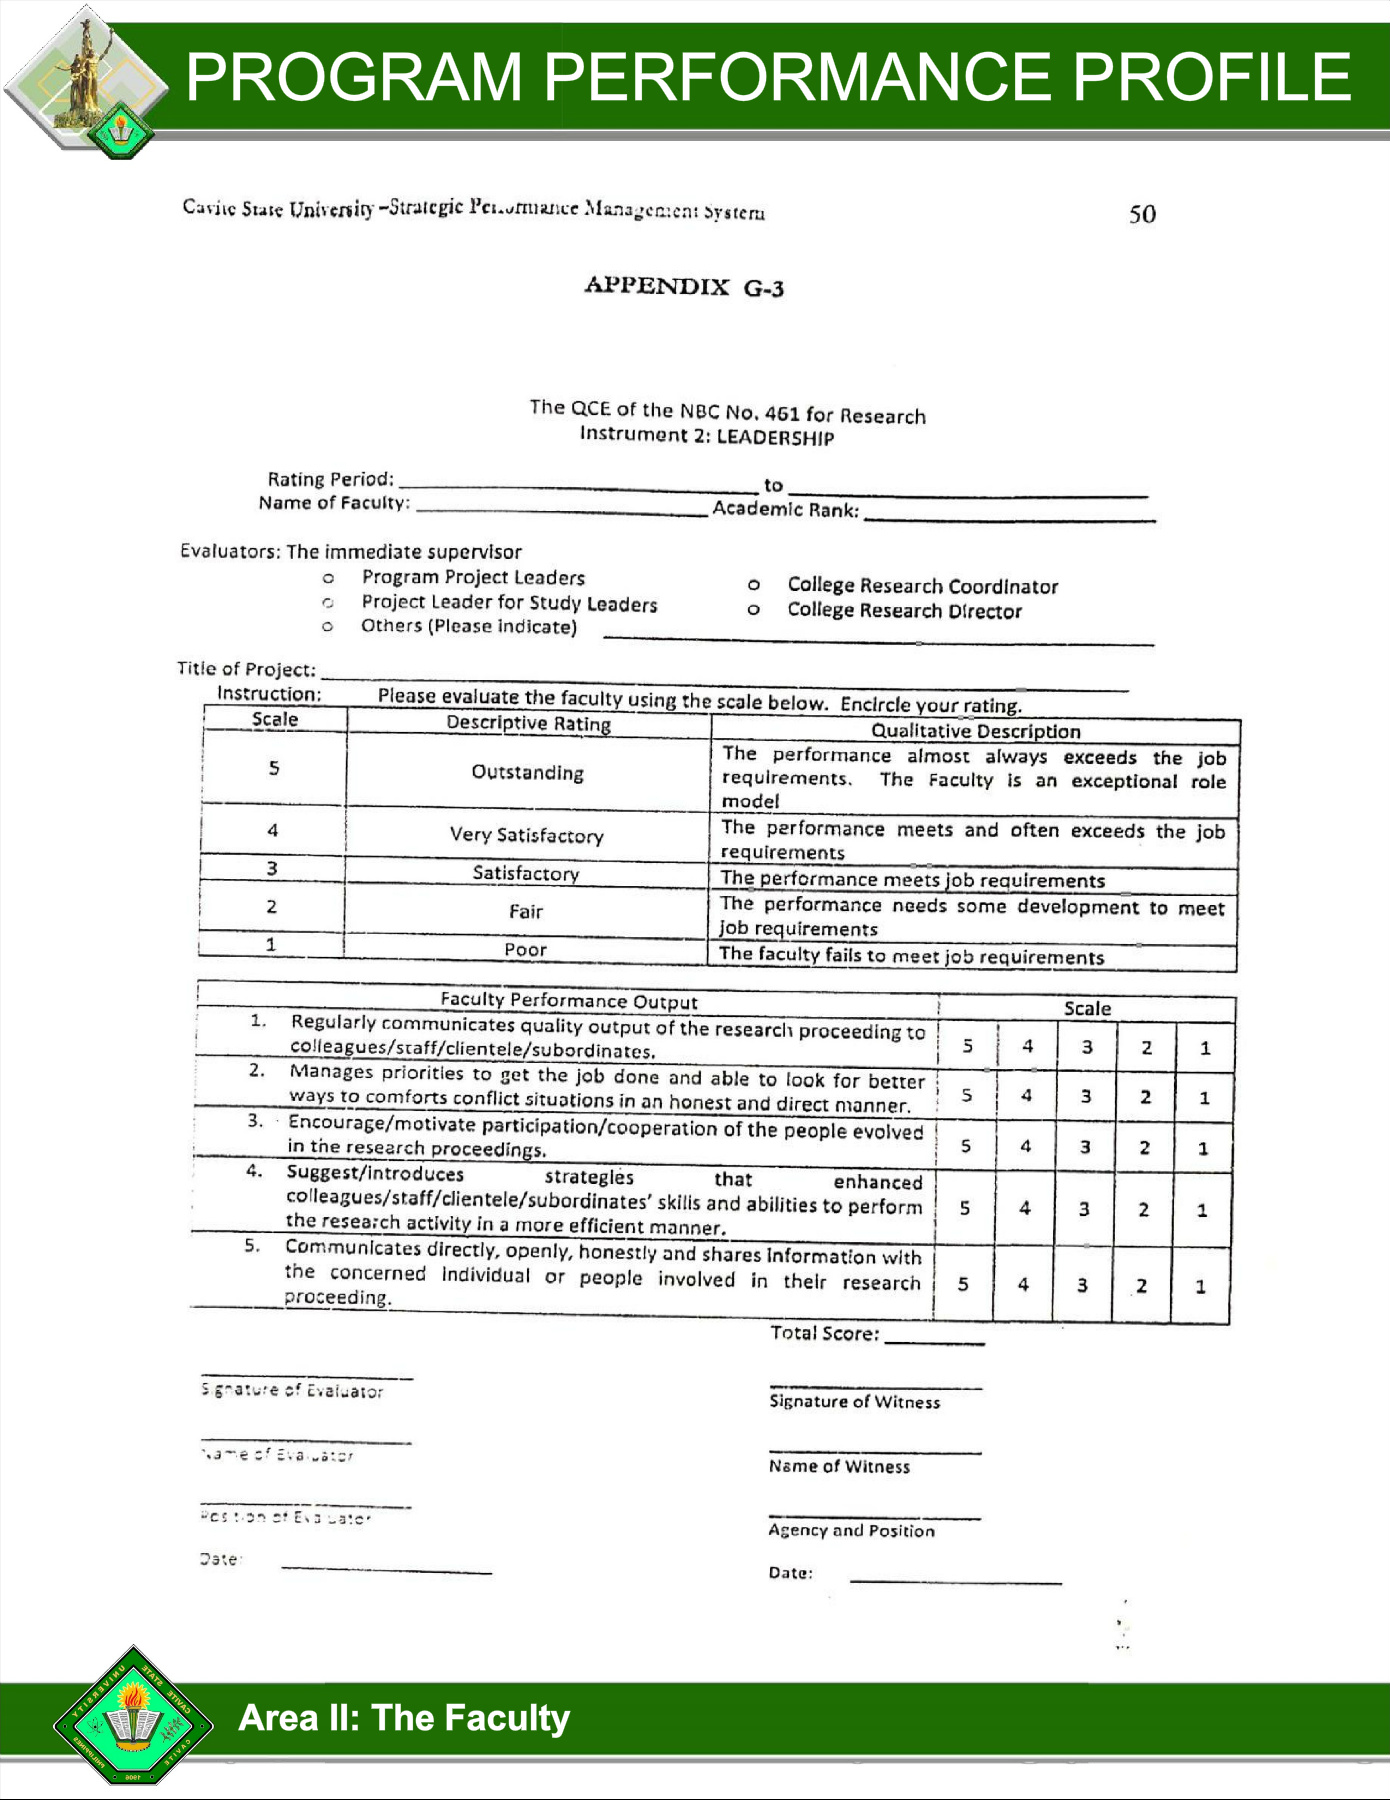 PROGRAM PERFORMANCE PROFILE
Cavite State University –Strategic Performance Management System 50
APPENDIX G-3
The QCE of the NBC No. 461 for Research
Instrument 2: LEADERSHIP
Rating Period: to
Name of Faculty: Academic Rank:
Evaluators: The immediate supervisor
o Program Project Leaders o College Research Coordinator
o Project Leader for Study Leaders o College Research Director
o Others (Please indicate)
Title of Project:
Instruction: Please evaluate the faculty using the scale below. Encircle your rating.
Scale Descriptive Rating Qualitative Description
5 Outstanding The performance almost always exceeds the job
requirements. The Faculty is an exceptional role
model
4 Very Satisfactory The performance meets and often exceeds the job
requirements
3 Satisfactory The performance meets job requirements
2 Fair The performance needs some development to meet
job requirements
1 Poor The faculty fails to meet job requirements
Faculty Performance Output Scale
1. Regularly communicates quality output of the research proceeding to
colleagues/staff/clientele/subordinates. 5 4 3 2 1
2. Manages priorities to get the job done and able to look for better
ways to comforts conflict situations in an honest and direct manner. 5 4 3 2 1
3. Encourage/motivate participation/cooperation of the people evolved
in the research proceedings. 5 4 3 2 1
4. Suggest/introduces strategies that enhanced
colleagues/staff/clientele/subordinates' skills and abilities to perform 5 4 3 2 1
the research activity in a more efficient manner.
5. Communicates directly, openly, honestly and shares information with
the concerned individual or people involved in their research 5 4 3 2 1
proceeding.
Total Score:
Signature of Evaluator
Signature of Witness
Name of Evaluator
Name of Witness
Position of Evaluator
Agency and Position
Date:
Date:
CAVITE STATE UNIVERSITY
CAVITE
PHILIPPINES
1906
Area II: The Faculty